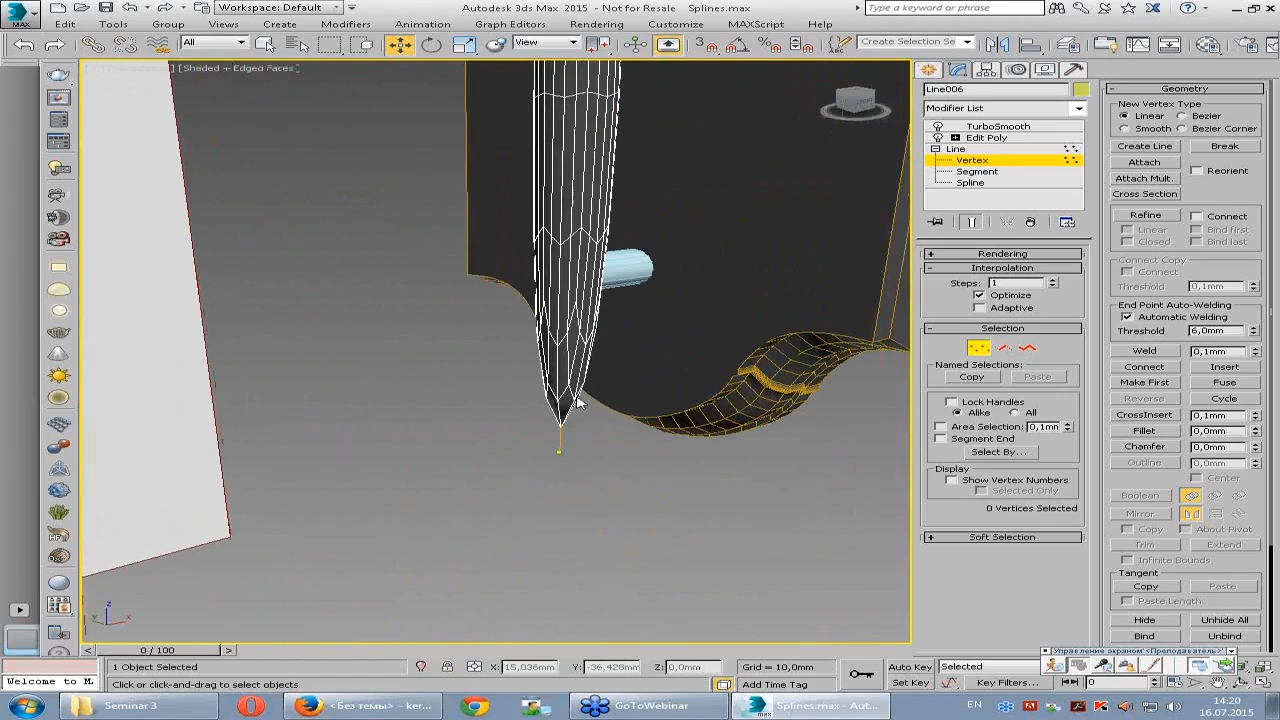 Workspace: Default
Autodesk 3ds Max 2015 - Not for Resale
Splines.max
Type a keyword or phrase
MAX
Edit
Tools
Views
Create
Modifiers
Animation
Graph Editors
Rendering
Customize
MAXScript
Help
All
View
Create Selection Se
[Shaded + Edged Faces]
Line006
Modifier List
TurboSmooth
Edit Poly
Line
Vertex
Segment
Spline
Rendering
Interpolation
Steps: 1
Optimize
Adaptive
Selection
Named Selections:
Copy Paste
Lock Handles
Alike All
Area Selection: 0,1mm
Segment End
Select By...
Display
Show Vertex Numbers
Selected Only
0 Vertices Selected
Soft Selection
Geometry
New Vertex Type
Linear Bezier
Smooth Bezier Corner
Create Line Break
Attach
Attach Mult. Reorient
Cross Section
Refine Connect
Linear Bind first
Closed Bind last
Connect Copy
Connect
Threshold 0,1mm
End Point Auto-Welding
Automatic Welding
Threshold 6,0mm
Weld 0,1mm
Connect Insert
Make First Fuse
Reverse Cycle
CrossInsert 0,1mm
Fillet 0,0mm
Chamfer 0,0mm
Outline 0,0mm
Center
Boolean
Mirror
Copy About Pivot
Trim Extend
Infinite Bounds
Tangent
Copy Paste
Paste Length
Hide Unhide All
Bind Unbind
Управление экраном"<Преподаватель>"
z
x
y
0 / 100
1 Object Selected
X: 15,036mm Y: -36,428mm Z: 0,0mm
Grid = 10,0mm
Auto Key Selected
Welcome to M
Click or click-and-drag to select objects
Add Time Tag
Set Key Key Filters...
0
Seminar 3
<Без темы> - ker...
GoToWebinar
Splines.max - Aut...
EN
14:20
16.07.2015